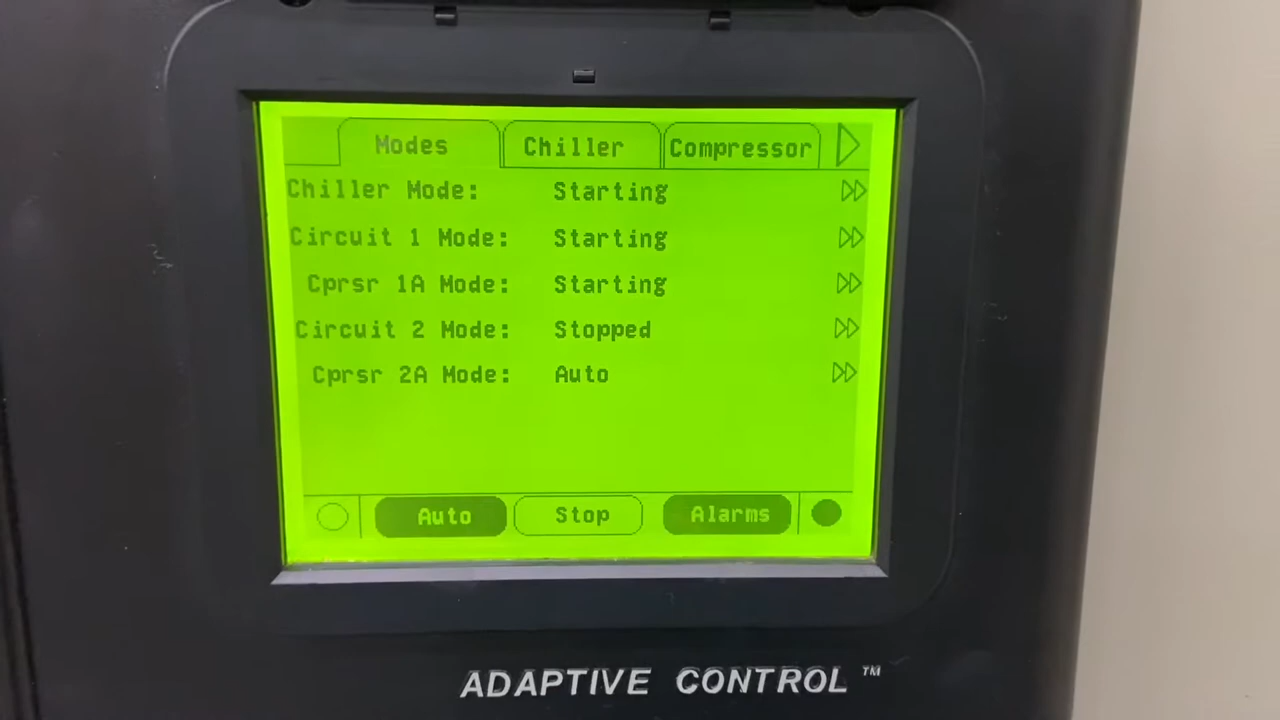 Modes Chiller Compressor
Chiller Mode: Starting
Circuit 1 Mode: Starting
Cprsr 1A Mode: Starting
Circuit 2 Mode: Stopped
Cprsr 2A Mode: Auto
Auto Stop Alarms
ADAPTIVE CONTROL™